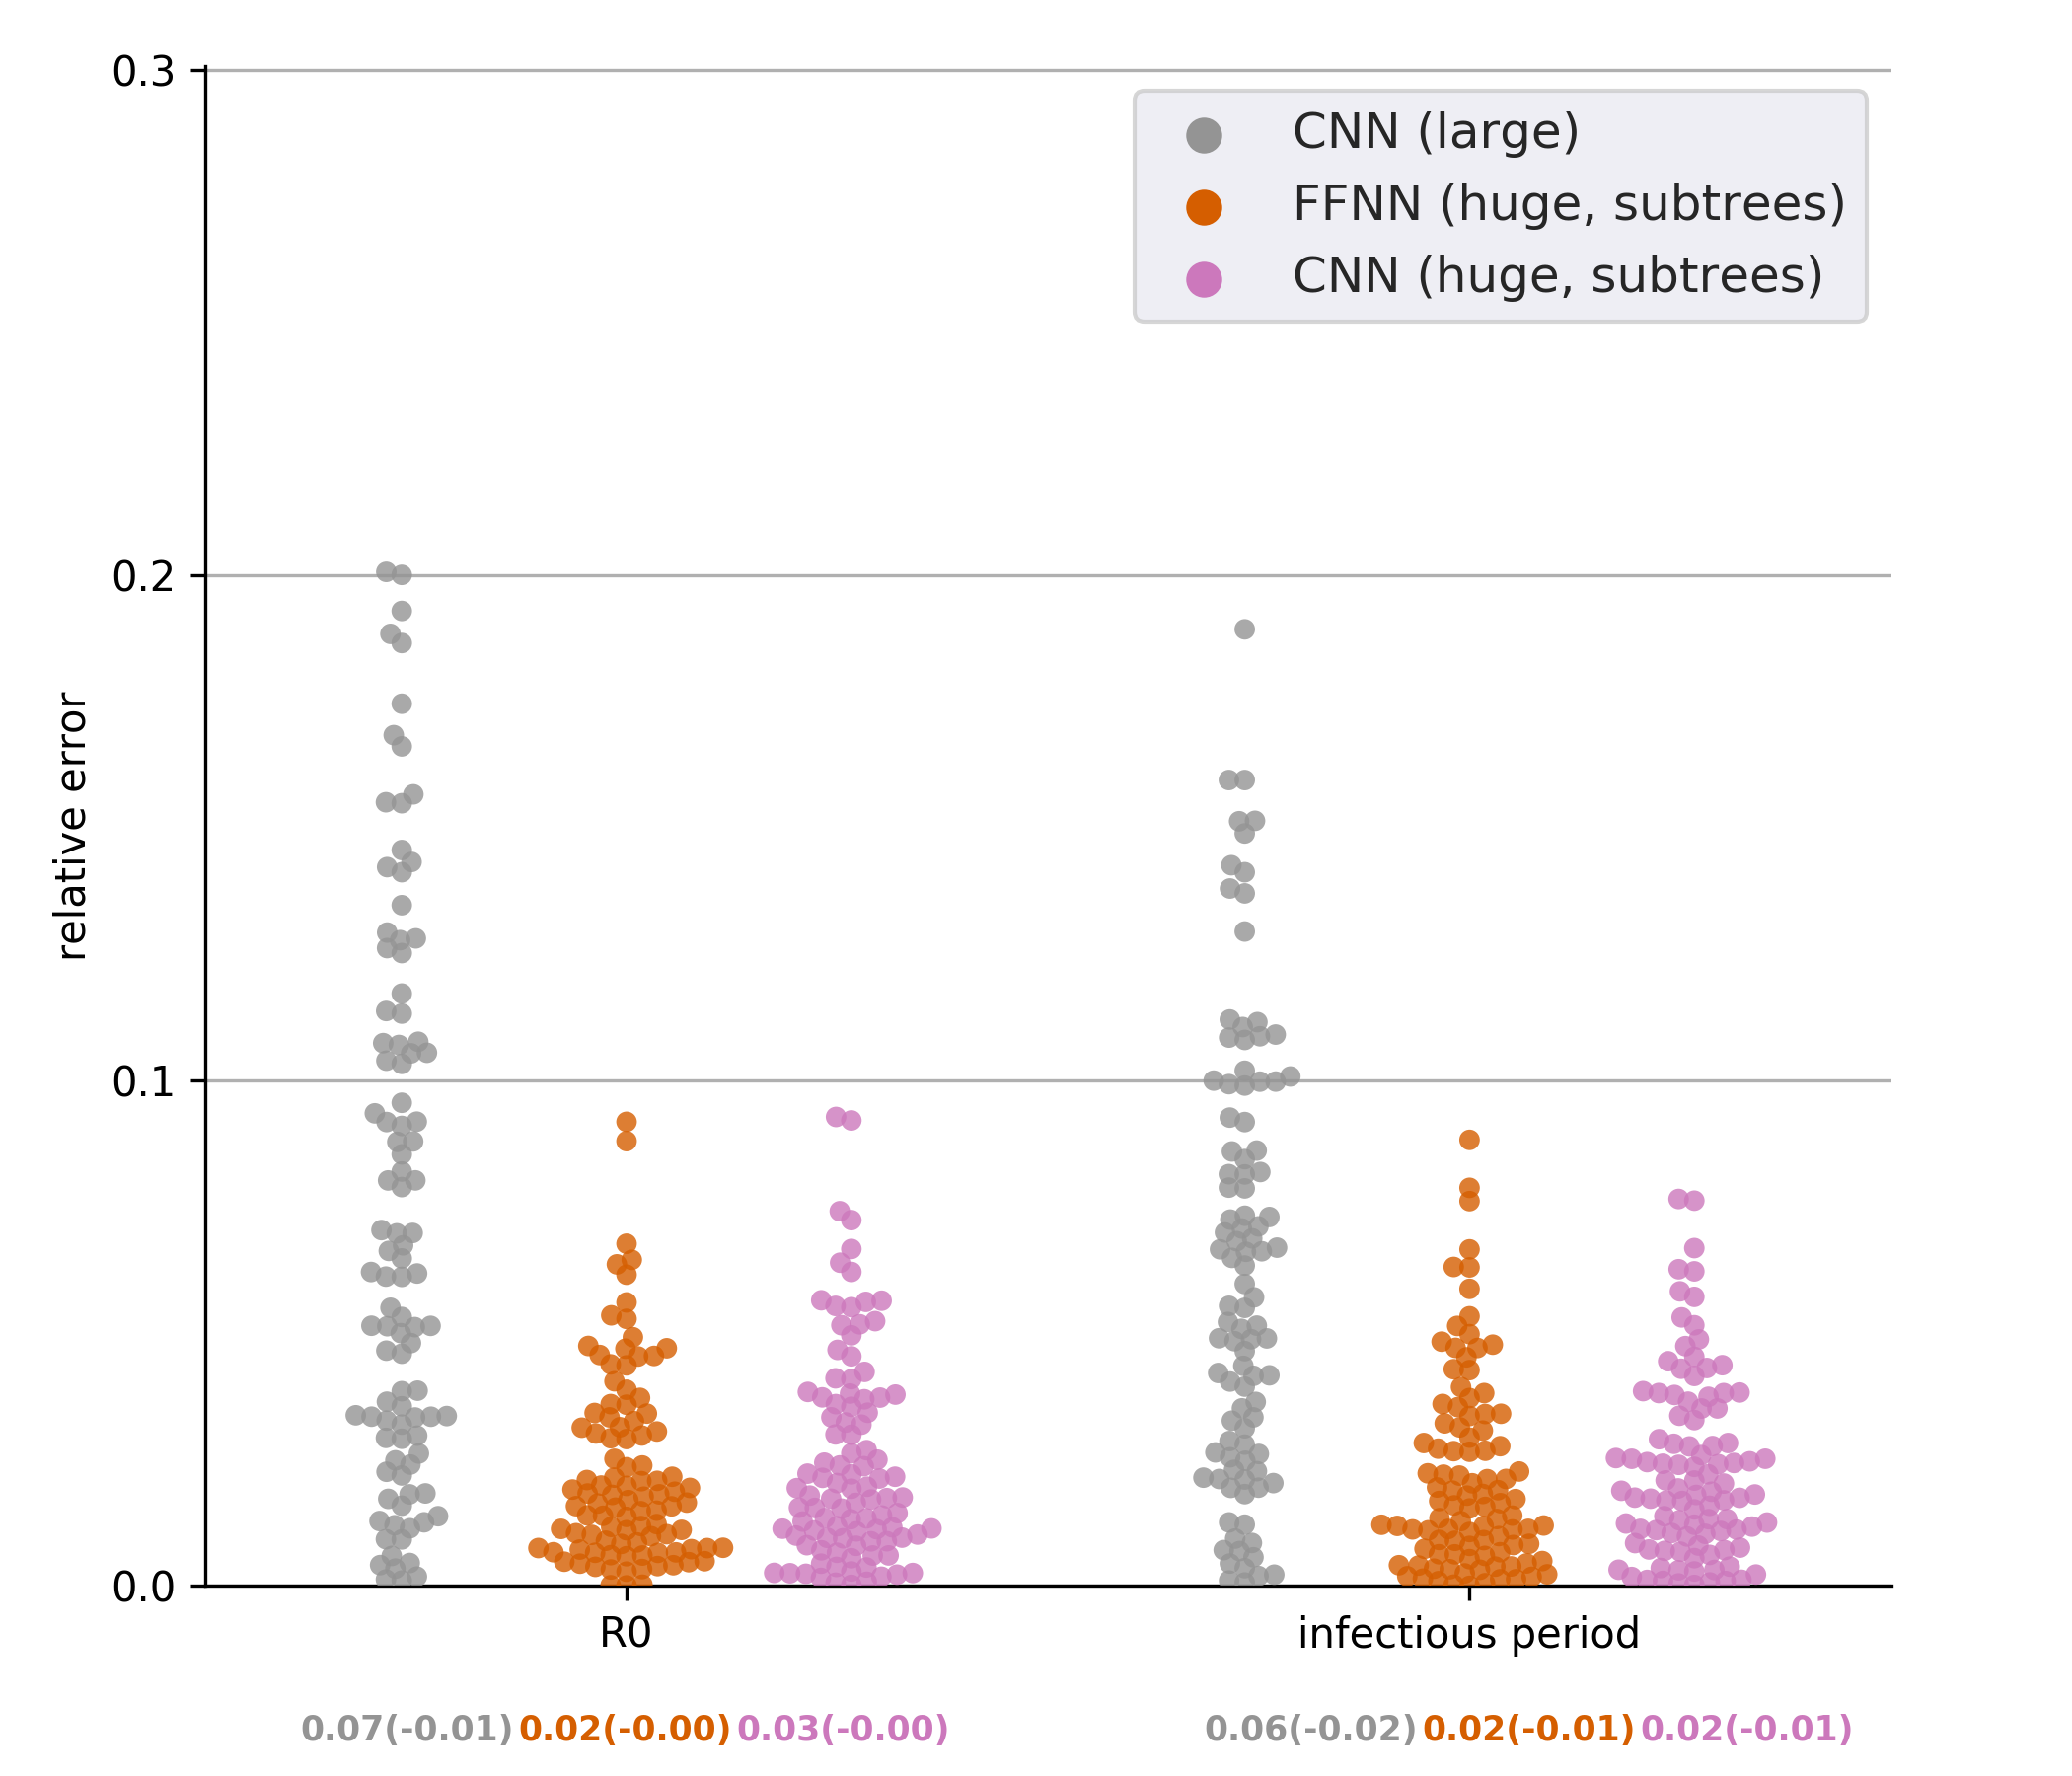 0.3
CNN (large)
FFNN (huge, subtrees)
CNN (huge, subtrees)
0.2
relative error
0.1
0.0
R0 infectious period
0.07(-0.01) 0.02(-0.00) 0.03(-0.00) 0.06(-0.02) 0.02(-0.01) 0.02(-0.01)